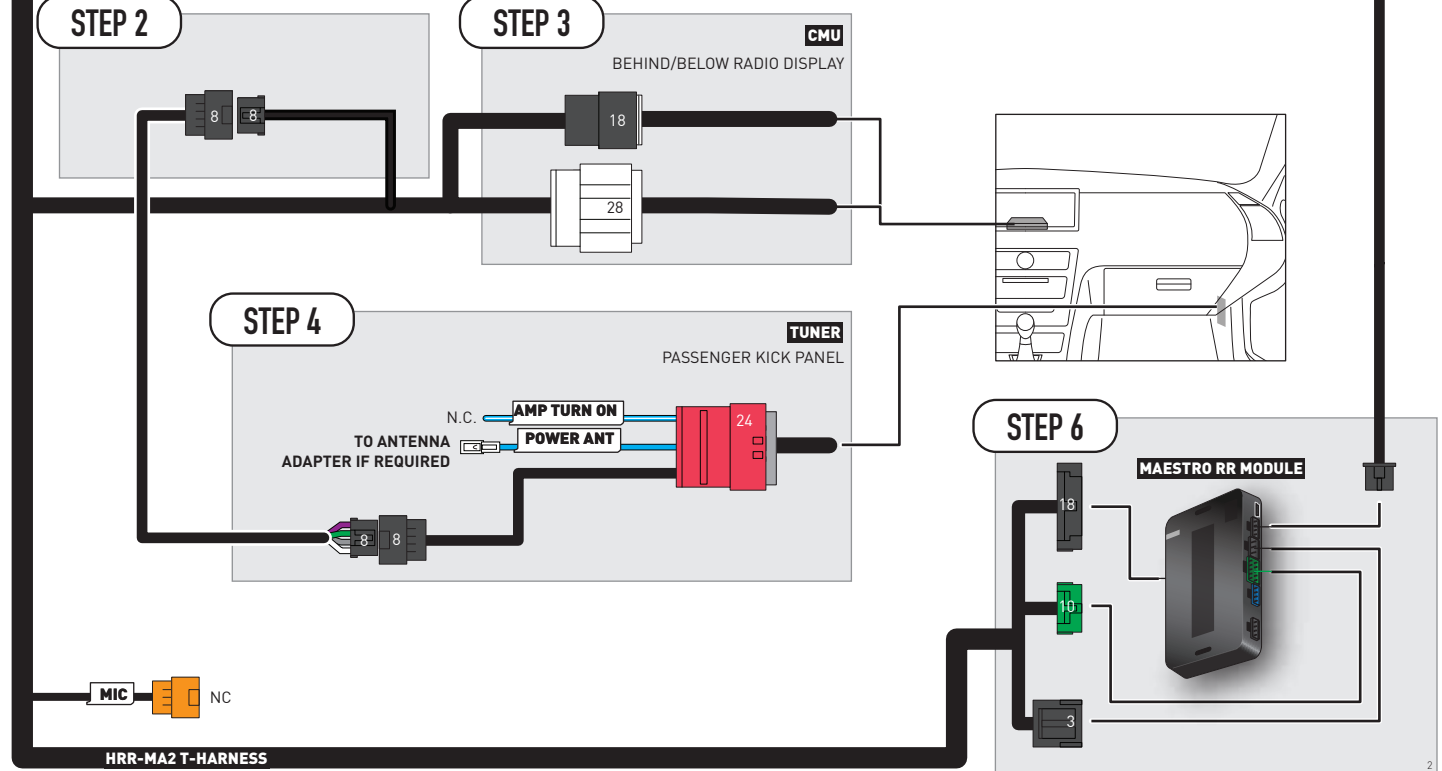 STEP 2
8
8
STEP 3
CMU
BEHIND/BELOW RADIO DISPLAY
18
28
STEP 4
TUNER
PASSENGER KICK PANEL
N.C.
AMP TURN ON
TO ANTENNA
ADAPTER IF REQUIRED
POWER ANT
24
8
8
STEP 6
MAESTRO RR MODULE
18
10
3
MIC
NC
HRR-MA2 T-HARNESS
2